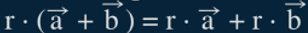 r · (a⃗ + b⃗) = r · a⃗ + r · b⃗